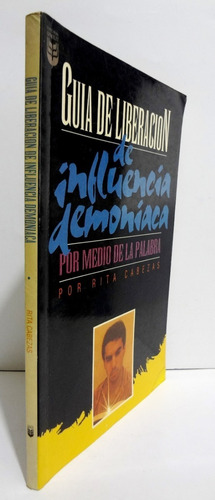 GUIA DE LIBERACION DE INFLUENCIA DEMONIACA
RITA CABEZAS
GUIA DE LIBERACION
de
influencia
demoníaca
POR MEDIO DE LA PALABRA
POR RITA CABEZAS